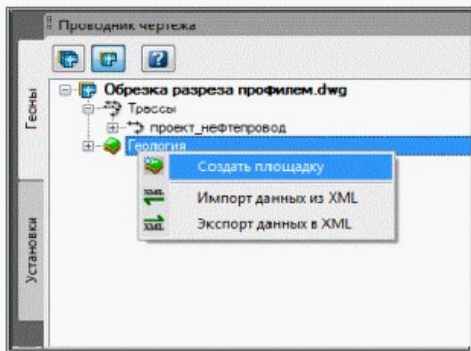 Проводник чертежа
Геоны
Обрезка разреза профилем.dwg
Трассы
проект_нефтепровод
Геология
Создать площадку
XML
Импорт данных из XML
XML
Экспорт данных в XML
Установки